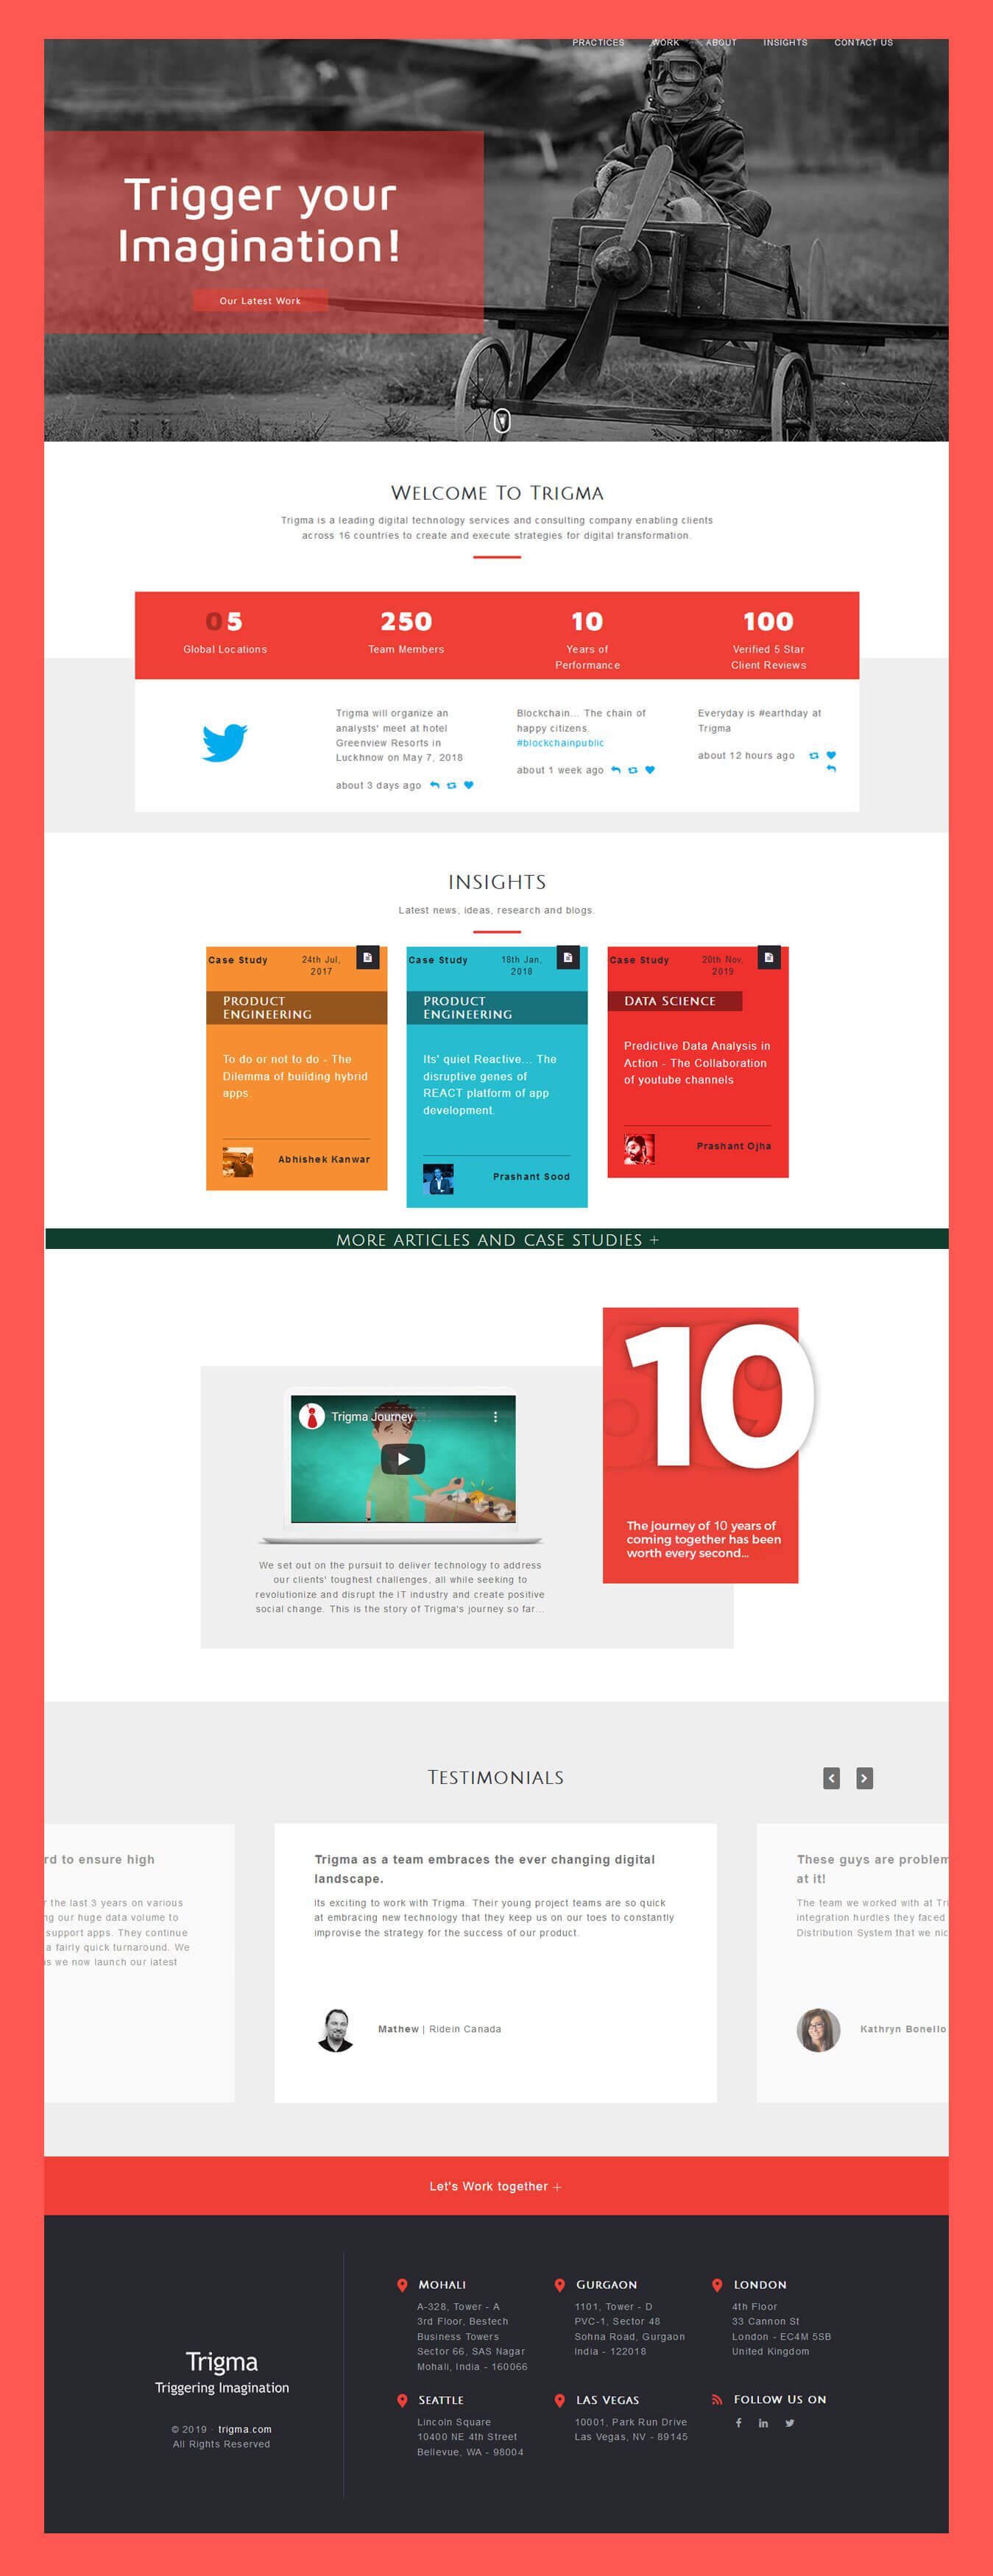 PRACTICES WORK ABOUT INSIGHTS CONTACT US
Trigger your
Imagination!
Our Latest Work
WELCOME TO TRIGMA
Trigma is a leading digital technology services and consulting company enabling clients
across 16 countries to create and execute strategies for digital transformation.
05
Global Locations
250
Team Members
10
Years of
Performance
100
Verified 5 Star
Client Reviews
Trigma will organize an
analysts' meet at hotel
Greenview Resorts in
Luckhnow on May 7, 2018
about 3 days ago
Blockchain... The chain of
happy citizens.
#blockchainpublic
about 1 week ago
Everyday is #earthday at
Trigma
about 12 hours ago
INSIGHTS
Latest news, ideas, research and blogs.
Case Study
24th Jul,
2017
PRODUCT
ENGINEERING
To do or not to do - The
Dilemma of building hybrid
apps.
Abhishek Kanwar
Case Study
18th Jan,
2018
PRODUCT
ENGINEERING
Its' quiet Reactive... The
disruptive genes of
REACT platform of app
development.
Prashant Sood
Case Study
20th Nov,
2019
DATA SCIENCE
Predictive Data Analysis in
Action - The Collaboration
of youtube channels
Prashant Ojha
MORE ARTICLES AND CASE STUDIES +
Trigma Journey
We set out on the pursuit to deliver technology to address
our clients' toughest challenges, all while seeking to
revolutionize and disrupt the IT industry and create positive
social change. This is the story of Trigma's journey so far...
10
The journey of 10 years of
coming together has been
worth every second...
TESTIMONIALS
rd to ensure high
r the last 3 years on various
ng our huge data volume to
support apps. They continue
a fairly quick turnaround. We
as we now launch our latest
Trigma as a team embraces the ever changing digital
landscape.
Its exciting to work with Trigma. Their young project teams are so quick
at embracing new technology that they keep us on our toes to constantly
improvise the strategy for the success of our product.
Mathew | Ridein Canada
These guys are problem
at it!
The team we worked with at Tri
integration hurdles they faced
Distribution System that we nic
Kathryn Bonello
Let's Work together +
Trigma
Triggering Imagination
© 2019 · trigma.com
All Rights Reserved
MOHALI
A-328, Tower - A
3rd Floor, Bestech
Business Towers
Sector 66, SAS Nagar
Mohali, India - 160066
GURGAON
1101, Tower - D
PVC-1, Sector 48
Sohna Road, Gurgaon
India - 122018
LONDON
4th Floor
33 Cannon St
London - EC4M 5SB
United Kingdom
SEATTLE
Lincoln Square
10400 NE 4th Street
Bellevue, WA - 98004
LAS VEGAS
10001, Park Run Drive
Las Vegas, NV - 89145
FOLLOW US ON